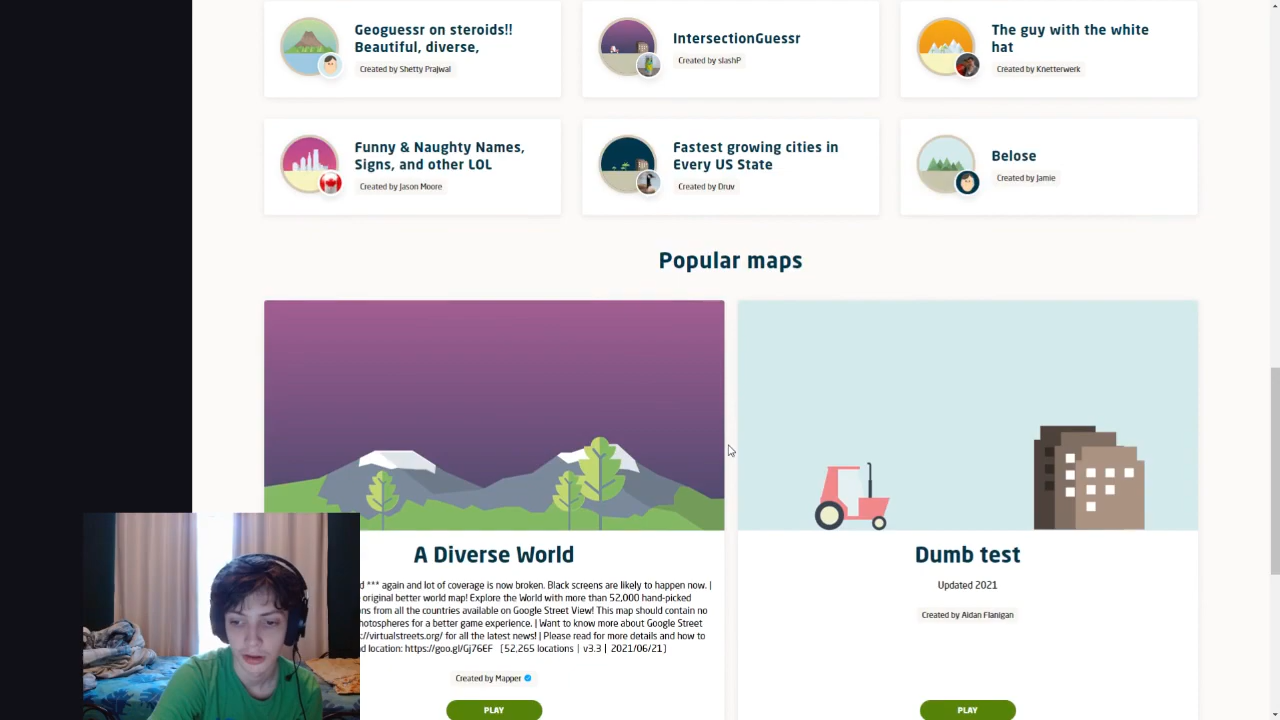 Geoguessr on steroids!!
Beautiful, diverse,
Created by Shetty Prajwal
IntersectionGuessr
Created by slashP
The guy with the white
hat
Created by Knetterwerk
Funny & Naughty Names,
Signs, and other LOL
Created by Jason Moore
Fastest growing cities in
Every US State
Created by Druv
Belose
Created by Jamie
Popular maps
A Diverse World
d *** again and lot of coverage is now broken. Black screens are likely to happen now. |
original better world map! Explore the World with more than 52,000 hand-picked
ons from all the countries available on Google Street View! This map should contain no
hotospheres for a better game experience. | Want to know more about Google Street
://virtualstreets.org/ for all the latest news! | Please read for more details and how to
d location: https://goo.gl/Gj76EF [52,265 locations | v3.3 | 2021/06/21]
Created by Mapper
PLAY
Dumb test
Updated 2021
Created by Aidan Flanigan
PLAY